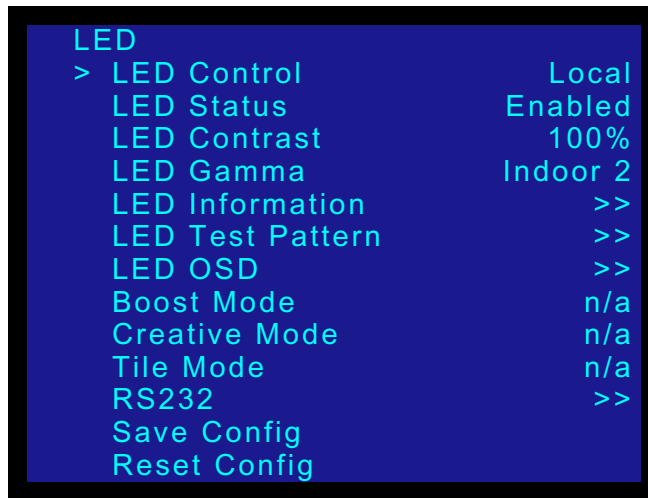 LED
> LED Control Local
LED Status Enabled
LED Contrast 100%
LED Gamma Indoor 2
LED Information >>
LED Test Pattern >>
LED OSD >>
Boost Mode n/a
Creative Mode n/a
Tile Mode n/a
RS232 >>
Save Config
Reset Config